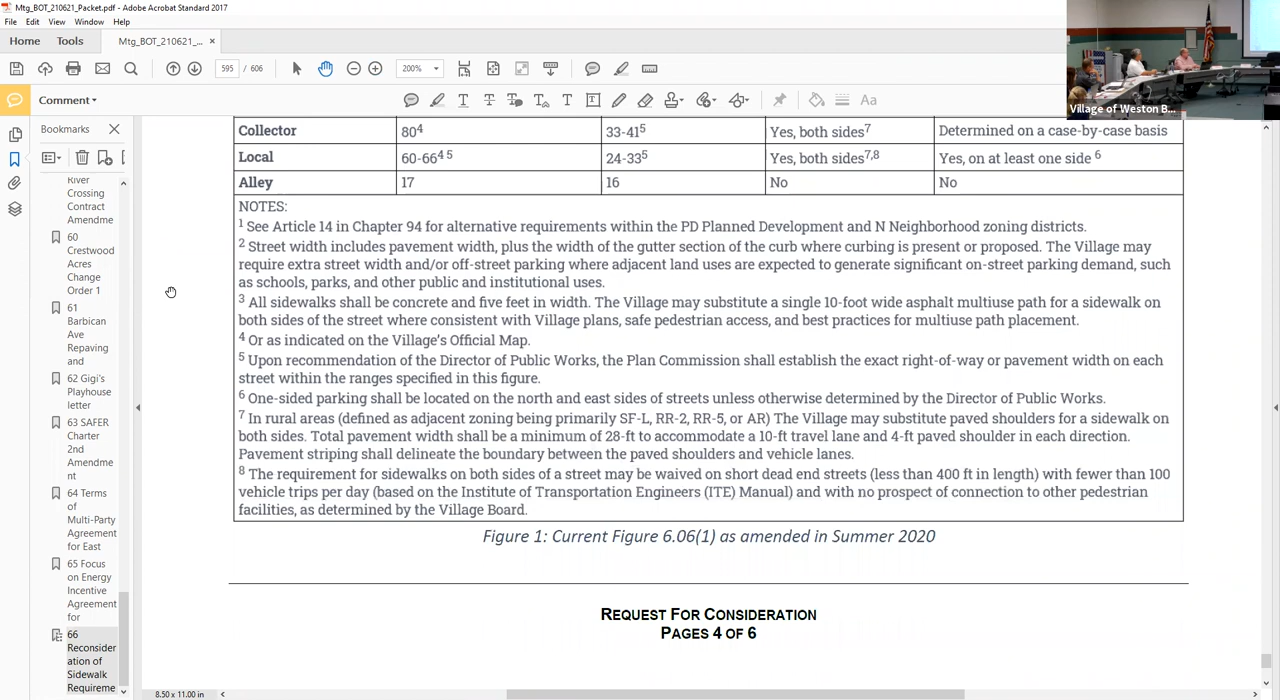 Mtg_BOT_210621_Packet.pdf - Adobe Acrobat Standard 2017
File Edit View Window Help
Home Tools Mtg_BOT_210621_... ×
595 / 606 200%
Comment
Aa
Village of Weston B...
Bookmarks
River
Crossing
Contract
Amendme
60
Crestwood
Acres
Change
Order 1
61
Barbican
Ave
Repaving
and
62 Gigi's
Playhouse
letter
63 SAFER
Charter
2nd
Amendme
nt
64 Terms
of
Multi-Party
Agreement
for East
65 Focus
on Energy
Incentive
Agreement
for
66
Reconsider
ation of
Sidewalk
Requireme
Collector 80⁴ 33-41⁵ Yes, both sides⁷ Determined on a case-by-case basis
Local 60-66⁴ ⁵ 24-33⁵ Yes, both sides⁷,⁸ Yes, on at least one side ⁶
Alley 17 16 No No
NOTES:
¹ See Article 14 in Chapter 94 for alternative requirements within the PD Planned Development and N Neighborhood zoning districts.
² Street width includes pavement width, plus the width of the gutter section of the curb where curbing is present or proposed. The Village may
require extra street width and/or off-street parking where adjacent land uses are expected to generate significant on-street parking demand, such
as schools, parks, and other public and institutional uses.
³ All sidewalks shall be concrete and five feet in width. The Village may substitute a single 10-foot wide asphalt multiuse path for a sidewalk on
both sides of the street where consistent with Village plans, safe pedestrian access, and best practices for multiuse path placement.
⁴ Or as indicated on the Village's Official Map.
⁵ Upon recommendation of the Director of Public Works, the Plan Commission shall establish the exact right-of-way or pavement width on each
street within the ranges specified in this figure.
⁶ One-sided parking shall be located on the north and east sides of streets unless otherwise determined by the Director of Public Works.
⁷ In rural areas (defined as adjacent zoning being primarily SF-L, RR-2, RR-5, or AR) The Village may substitute paved shoulders for a sidewalk on
both sides. Total pavement width shall be a minimum of 28-ft to accommodate a 10-ft travel lane and 4-ft paved shoulder in each direction.
Pavement striping shall delineate the boundary between the paved shoulders and vehicle lanes.
⁸ The requirement for sidewalks on both sides of a street may be waived on short dead end streets (less than 400 ft in length) with fewer than 100
vehicle trips per day (based on the Institute of Transportation Engineers (ITE) Manual) and with no prospect of connection to other pedestrian
facilities, as determined by the Village Board.
Figure 1: Current Figure 6.06(1) as amended in Summer 2020
REQUEST FOR CONSIDERATION
PAGES 4 OF 6
8.50 x 11.00 in